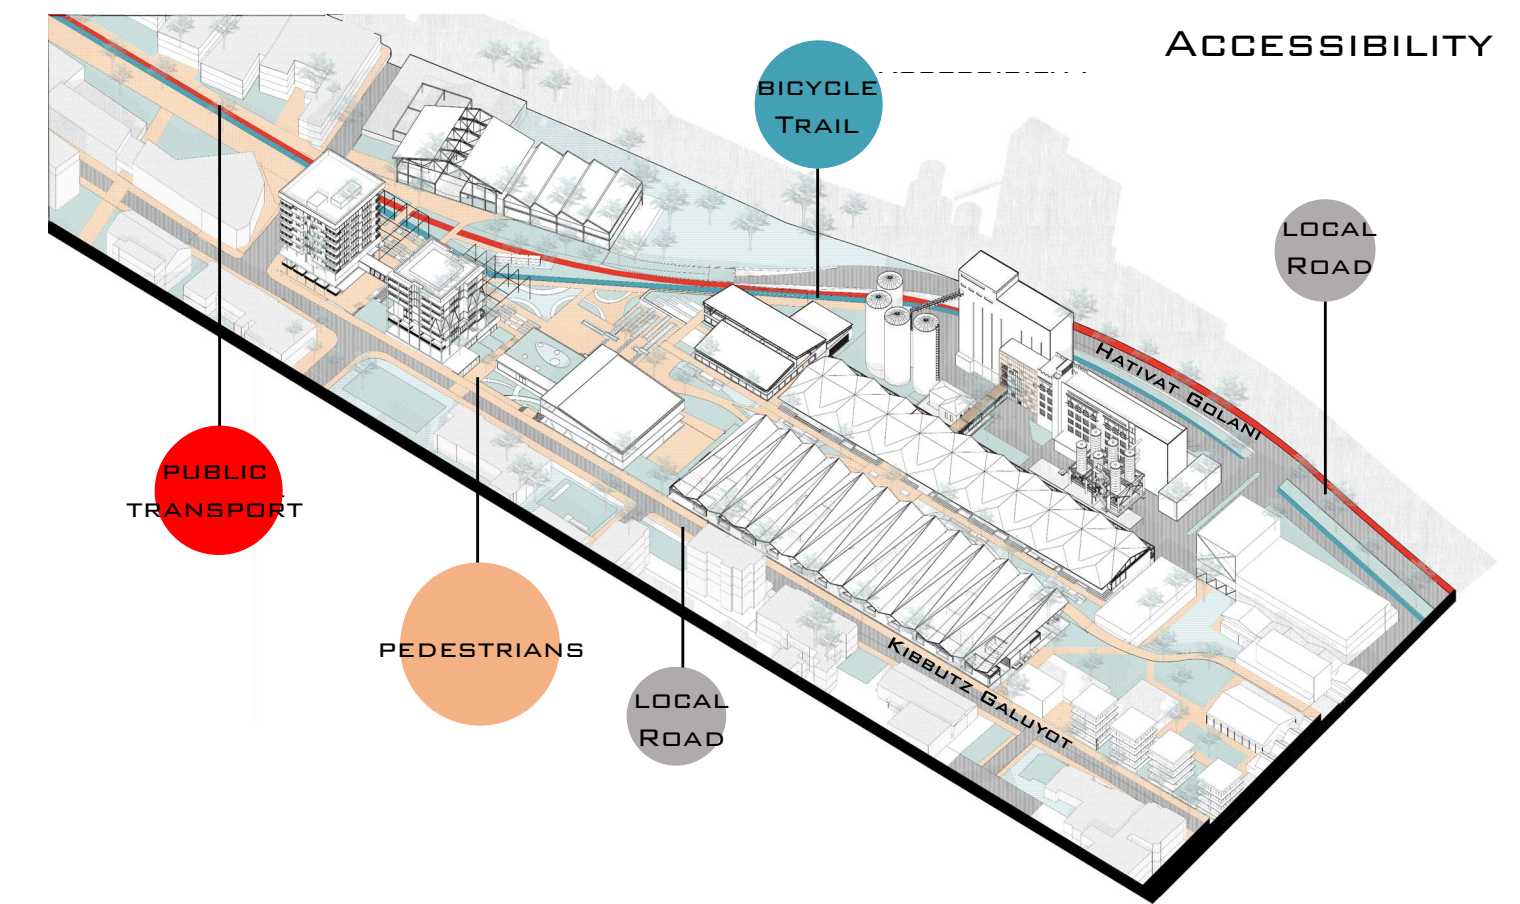 ACCESSIBILITY
BICYCLE
TRAIL
LOCAL
ROAD
HATIVAT GOLANI
PUBLIC
TRANSPORT
PEDESTRIANS
LOCAL
ROAD
KIBBUTZ GALUYOT